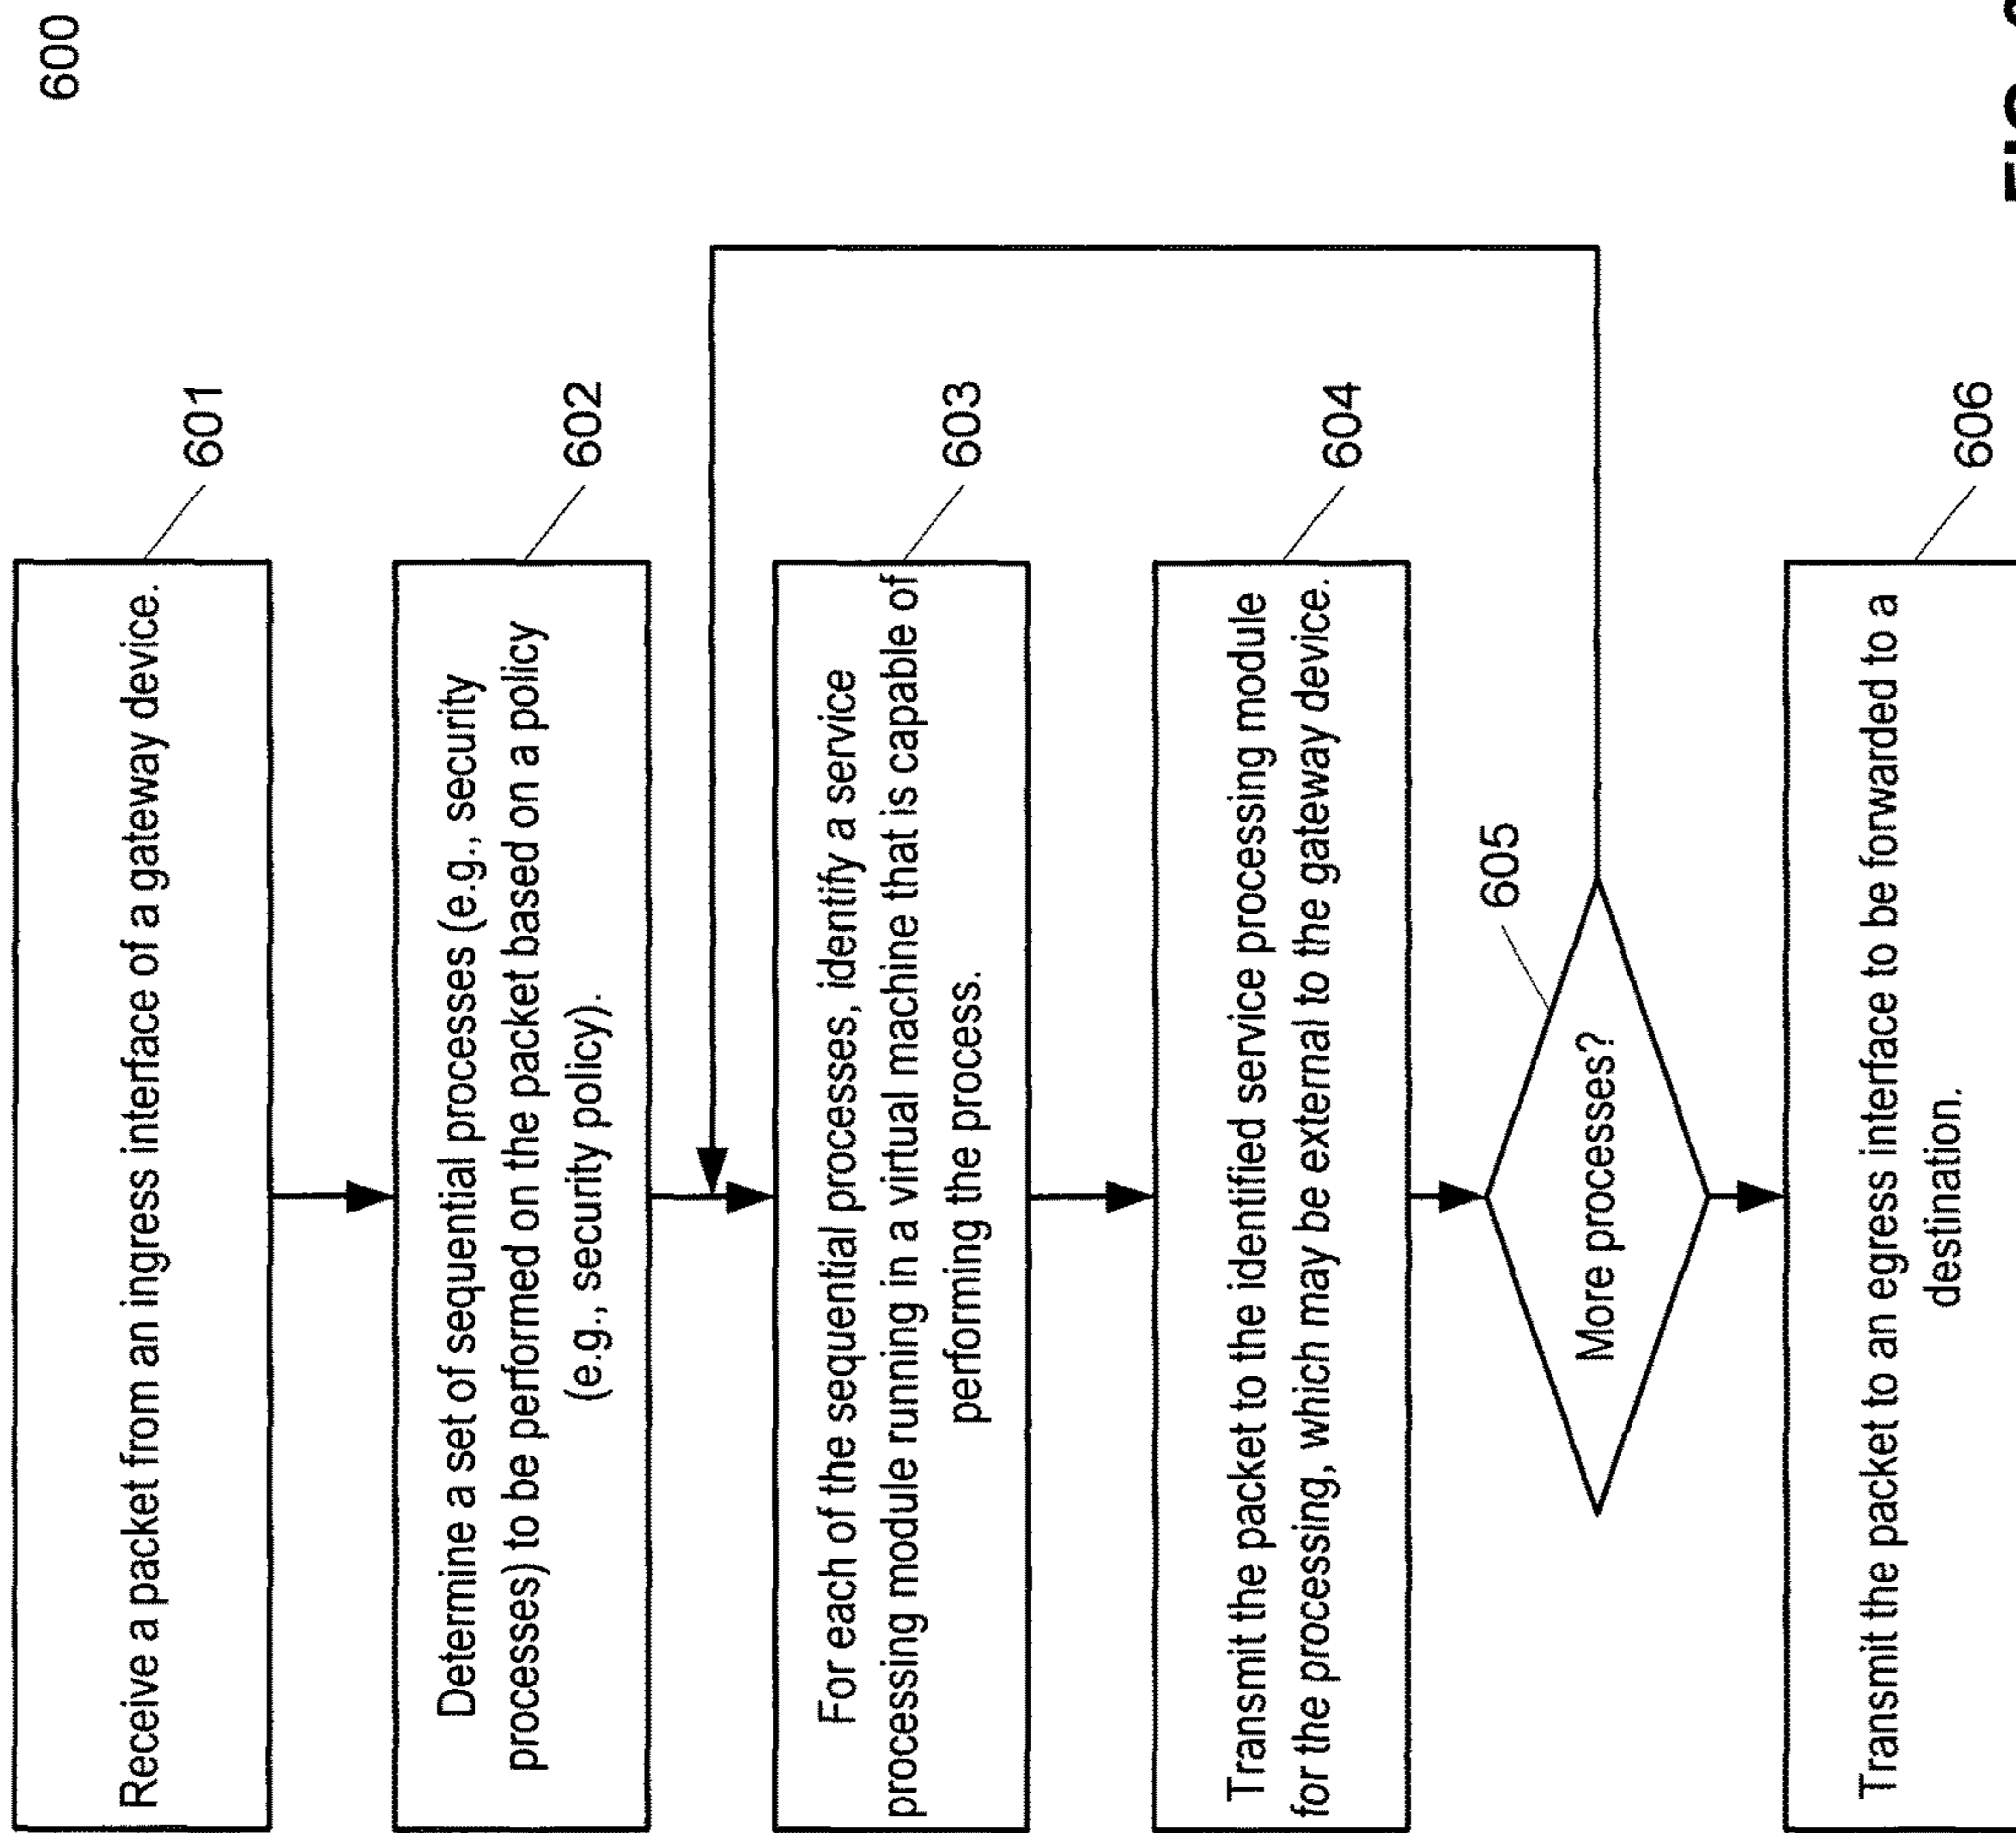 600
Receive a packet from an ingress interface of a gateway device.
601
Determine a set of sequential processes (e.g., security
processes) to be performed on the packet based on a policy
(e.g., security policy).
602
For each of the sequential processes, identify a service
processing module running in a virtual machine that is capable of
performing the process.
603
Transmit the packet to the identified service processing module
for the processing, which may be external to the gateway device.
604
605
More processes?
Transmit the packet to an egress interface to be forwarded to a
destination.
606
FIG.